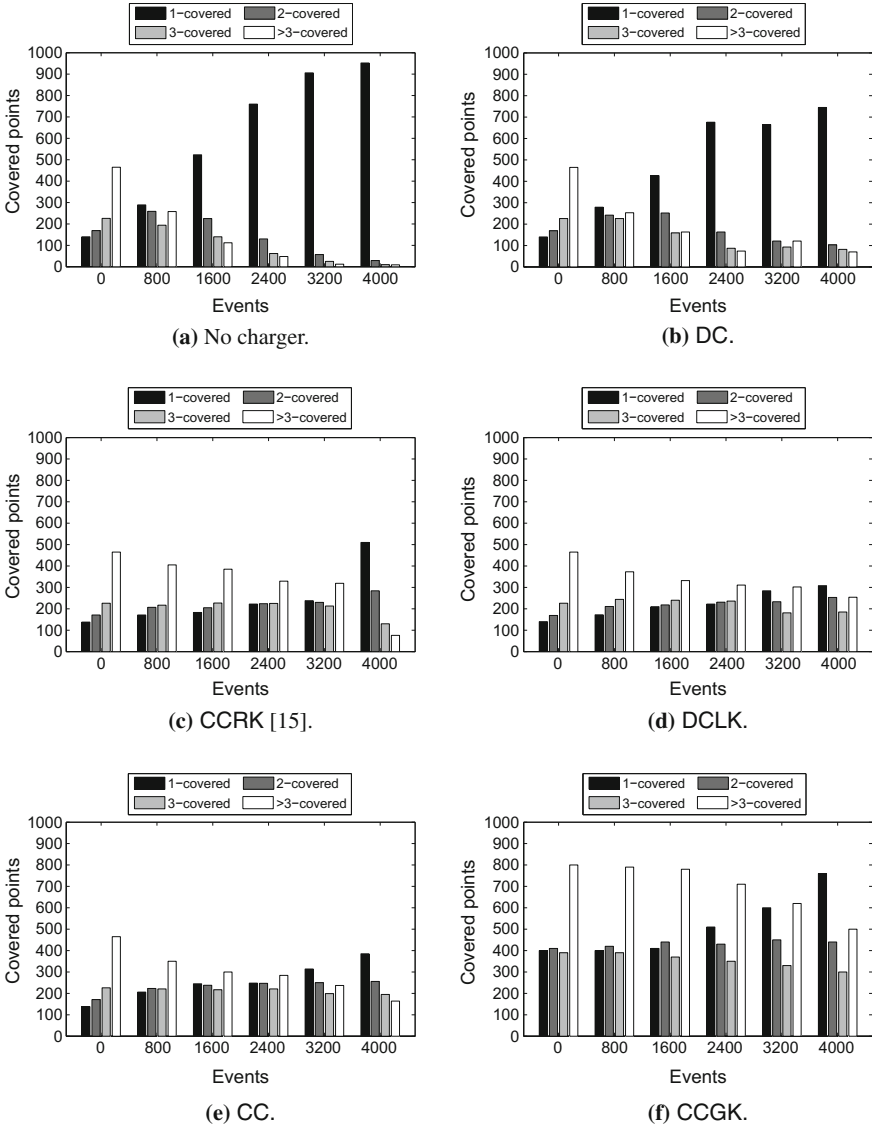 1-covered 2-covered
3-covered >3-covered
1000
900
800
700
600
500
400
300
200
100
0
Covered points
0 800 1600 2400 3200 4000
Events
(a) No charger.
1-covered 2-covered
3-covered >3-covered
1000
900
800
700
600
500
400
300
200
100
0
Covered points
0 800 1600 2400 3200 4000
Events
(b) DC.
1-covered 2-covered
3-covered >3-covered
1000
900
800
700
600
500
400
300
200
100
0
Covered points
0 800 1600 2400 3200 4000
Events
(c) CCRK [15].
1-covered 2-covered
3-covered >3-covered
1000
900
800
700
600
500
400
300
200
100
0
Covered points
0 800 1600 2400 3200 4000
Events
(d) DCLK.
1-covered 2-covered
3-covered >3-covered
1000
900
800
700
600
500
400
300
200
100
0
Covered points
0 800 1600 2400 3200 4000
Events
(e) CC.
1-covered 2-covered
3-covered >3-covered
1000
900
800
700
600
500
400
300
200
100
0
Covered points
0 800 1600 2400 3200 4000
Events
(f) CCGK.